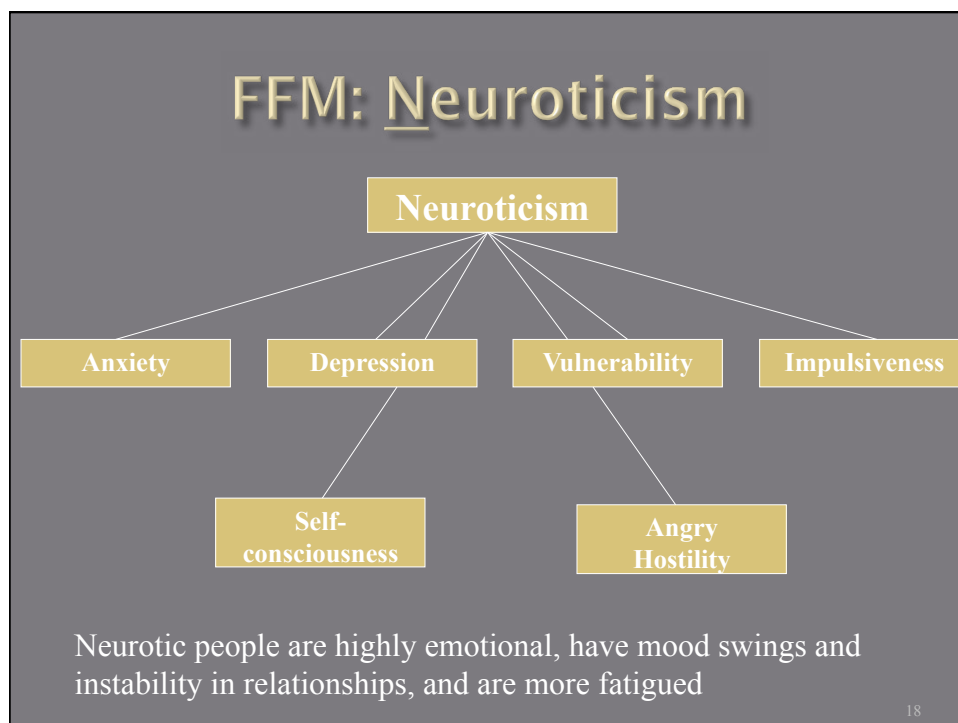 FFM: Neuroticism
Neuroticism
Anxiety
Depression
Vulnerability
Impulsiveness
Self-
consciousness
Angry
Hostility
Neurotic people are highly emotional, have mood swings and
instability in relationships, and are more fatigued
18